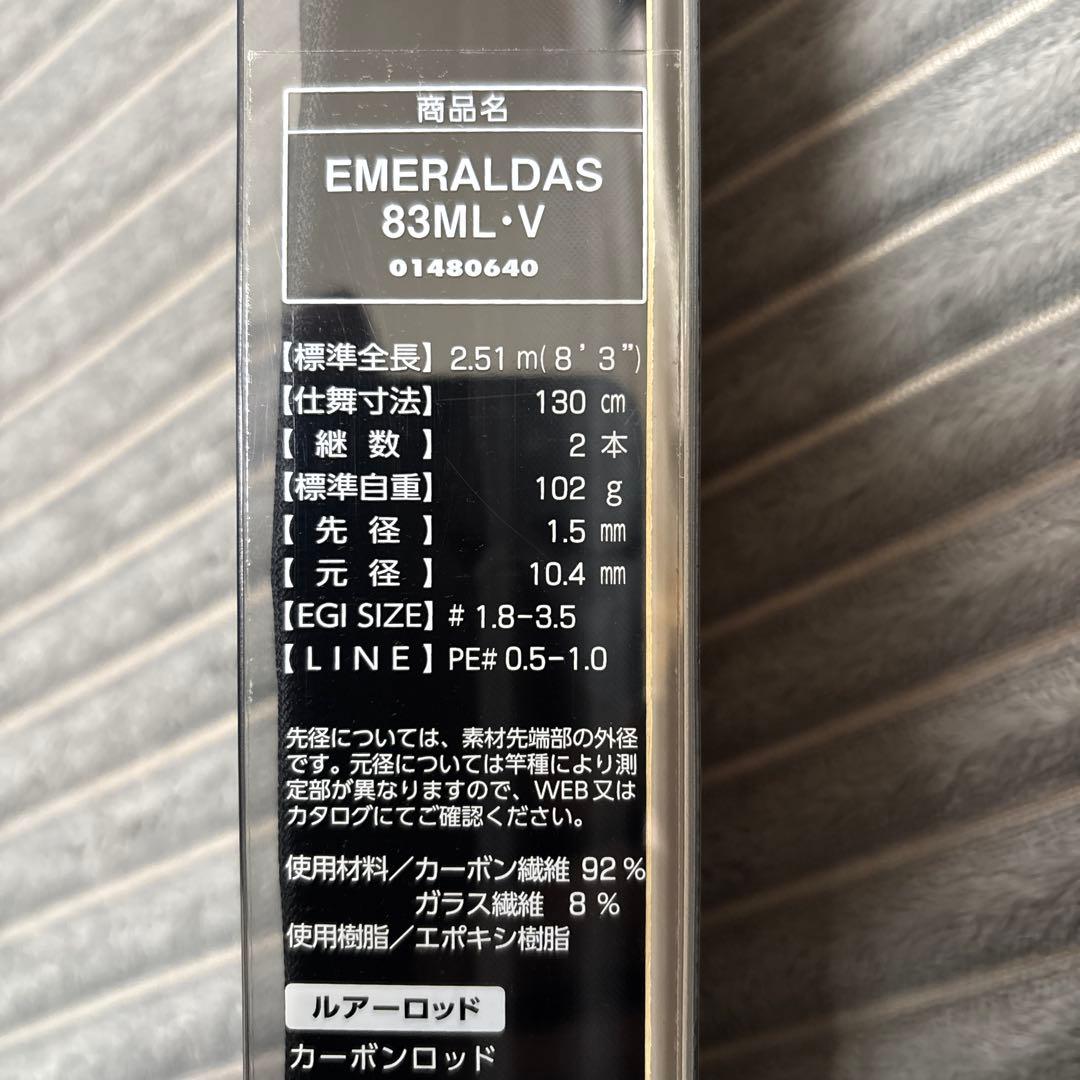 商品名
EMERALDAS
83ML・V
01480640
【標準全長】2.51 m(8'3")
【仕舞寸法】 130 cm
【 継 数 】 2 本
【標準自重】 102 g
【 先 径 】 1.5 mm
【 元 径 】 10.4 mm
【EGI SIZE】# 1.8-3.5
【 L I N E 】PE# 0.5-1.0
先径については、素材先端部の外径
です。元径については竿種により測
定部が異なりますので、WEB又は
カタログにてご確認ください。
使用材料／カーボン繊維 92 %
ガラス繊維 8 %
使用樹脂／エポキシ樹脂
ルアーロッド
カーボンロッド